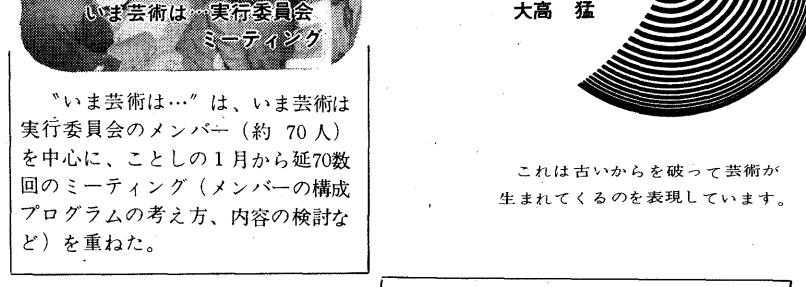 いま芸術は…実行委員会
ミーティング
〝いま芸術は…〟は、いま芸術は
実行委員会のメンバー（約 70 人）
を中心に、ことしの1月から延70数
回のミーティング（メンバーの構成
プログラムの考え方、内容の検討な
ど）を重ねた。
大高 猛
これは古いからを破って芸術が
生まれてくるのを表現しています。